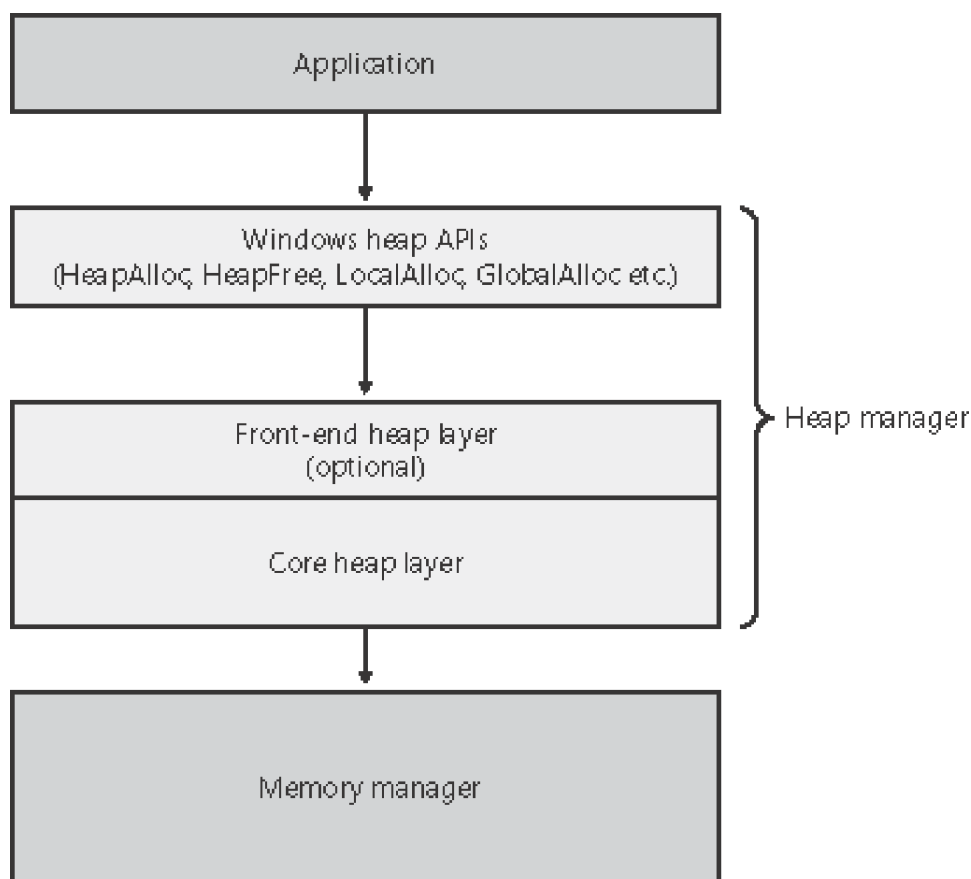 Application
Windows heap APIs
(HeapAlloc, HeapFree, LocalAlloc, GlobalAlloc etc.)
Front-end heap layer
(optional)
Heap manager
Core heap layer
Memory manager